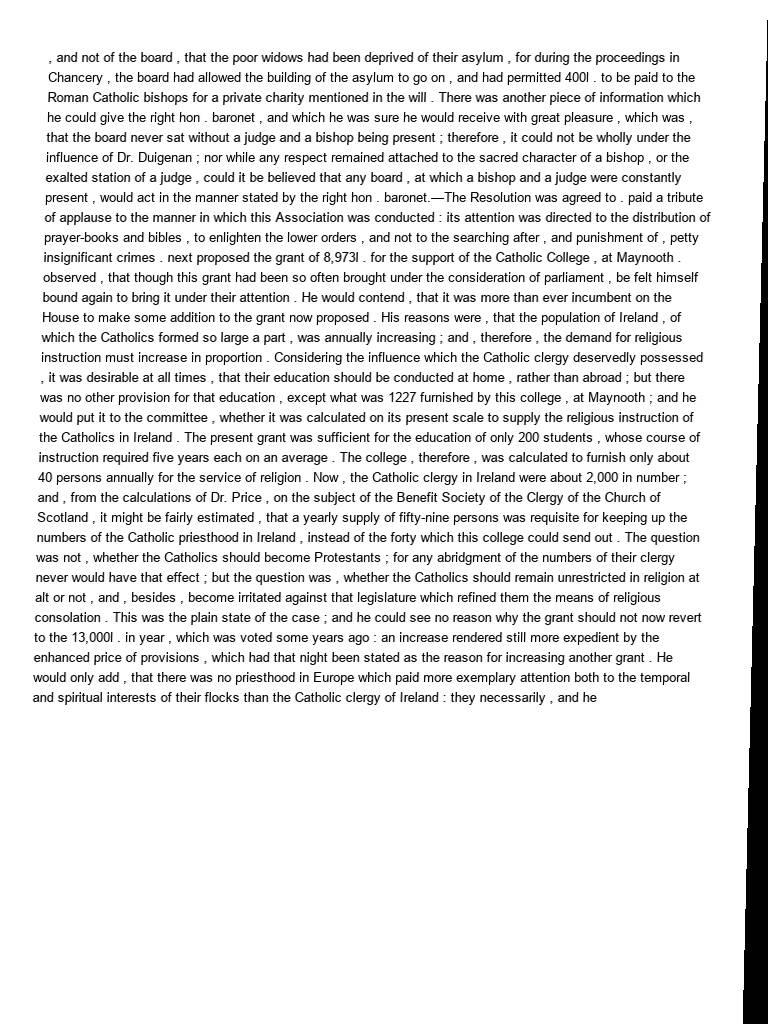 , and not of the board , that the poor widows had been deprived of their asylum , for during the proceedings in
Chancery , the board had allowed the building of the asylum to go on , and had permitted 400l . to be paid to the
Roman Catholic bishops for a private charity mentioned in the will . There was another piece of information which
he could give the right hon . baronet , and which he was sure he would receive with great pleasure , which was ,
that the board never sat without a judge and a bishop being present ; therefore , it could not be wholly under the
influence of Dr. Duigenan ; nor while any respect remained attached to the sacred character of a bishop , or the
exalted station of a judge , could it be believed that any board , at which a bishop and a judge were constantly
present , would act in the manner stated by the right hon . baronet.—The Resolution was agreed to . paid a tribute
of applause to the manner in which this Association was conducted : its attention was directed to the distribution of
prayer-books and bibles , to enlighten the lower orders , and not to the searching after , and punishment of , petty
insignificant crimes . next proposed the grant of 8,973l . for the support of the Catholic College , at Maynooth .
observed , that though this grant had been so often brought under the consideration of parliament , be felt himself
bound again to bring it under their attention . He would contend , that it was more than ever incumbent on the
House to make some addition to the grant now proposed . His reasons were , that the population of Ireland , of
which the Catholics formed so large a part , was annually increasing ; and , therefore , the demand for religious
instruction must increase in proportion . Considering the influence which the Catholic clergy deservedly possessed
, it was desirable at all times , that their education should be conducted at home , rather than abroad ; but there
was no other provision for that education , except what was 1227 furnished by this college , at Maynooth ; and he
would put it to the committee , whether it was calculated on its present scale to supply the religious instruction of
the Catholics in Ireland . The present grant was sufficient for the education of only 200 students , whose course of
instruction required five years each on an average . The college , therefore , was calculated to furnish only about
40 persons annually for the service of religion . Now , the Catholic clergy in Ireland were about 2,000 in number ;
and , from the calculations of Dr. Price , on the subject of the Benefit Society of the Clergy of the Church of
Scotland , it might be fairly estimated , that a yearly supply of fifty-nine persons was requisite for keeping up the
numbers of the Catholic priesthood in Ireland , instead of the forty which this college could send out . The question
was not , whether the Catholics should become Protestants ; for any abridgment of the numbers of their clergy
never would have that effect ; but the question was , whether the Catholics should remain unrestricted in religion at
alt or not , and , besides , become irritated against that legislature which refined them the means of religious
consolation . This was the plain state of the case ; and he could see no reason why the grant should not now revert
to the 13,000l . in year , which was voted some years ago : an increase rendered still more expedient by the
enhanced price of provisions , which had that night been stated as the reason for increasing another grant . He
would only add , that there was no priesthood in Europe which paid more exemplary attention both to the temporal
and spiritual interests of their flocks than the Catholic clergy of Ireland : they necessarily , and he